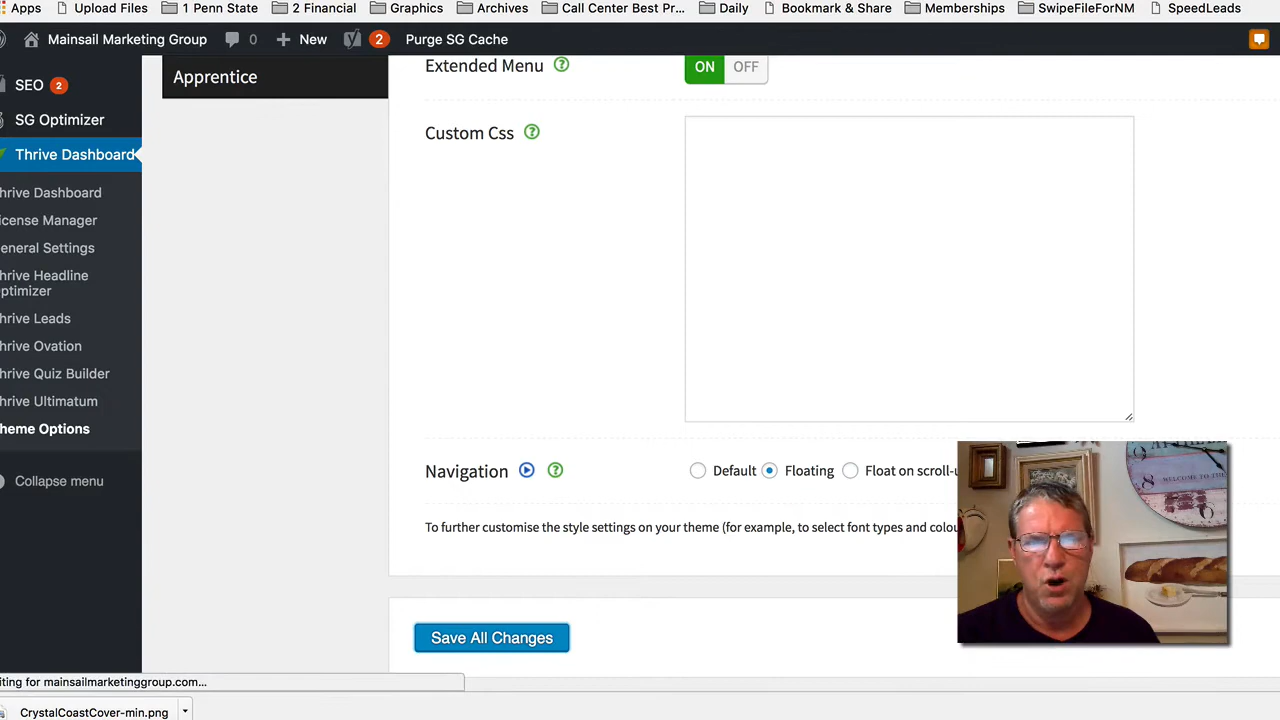 Apps Upload Files 1 Penn State 2 Financial Graphics Archives Call Center Best Pr... Daily Bookmark & Share Memberships SwipeFileForNM SpeedLeads
Mainsail Marketing Group 0 New 2 Purge SG Cache
SEO 2
SG Optimizer
Thrive Dashboard
hrive Dashboard
icense Manager
eneral Settings
hrive Headline
ptimizer
hrive Leads
hrive Ovation
hrive Quiz Builder
hrive Ultimatum
heme Options
Collapse menu
Apprentice
Extended Menu ON OFF
Custom Css
Navigation Default Floating Float on scroll-u
To further customise the style settings on your theme (for example, to select font types and colou
WELCOME TO THE
Save All Changes
iting for mainsailmarketinggroup.com...
CrystalCoastCover-min.png